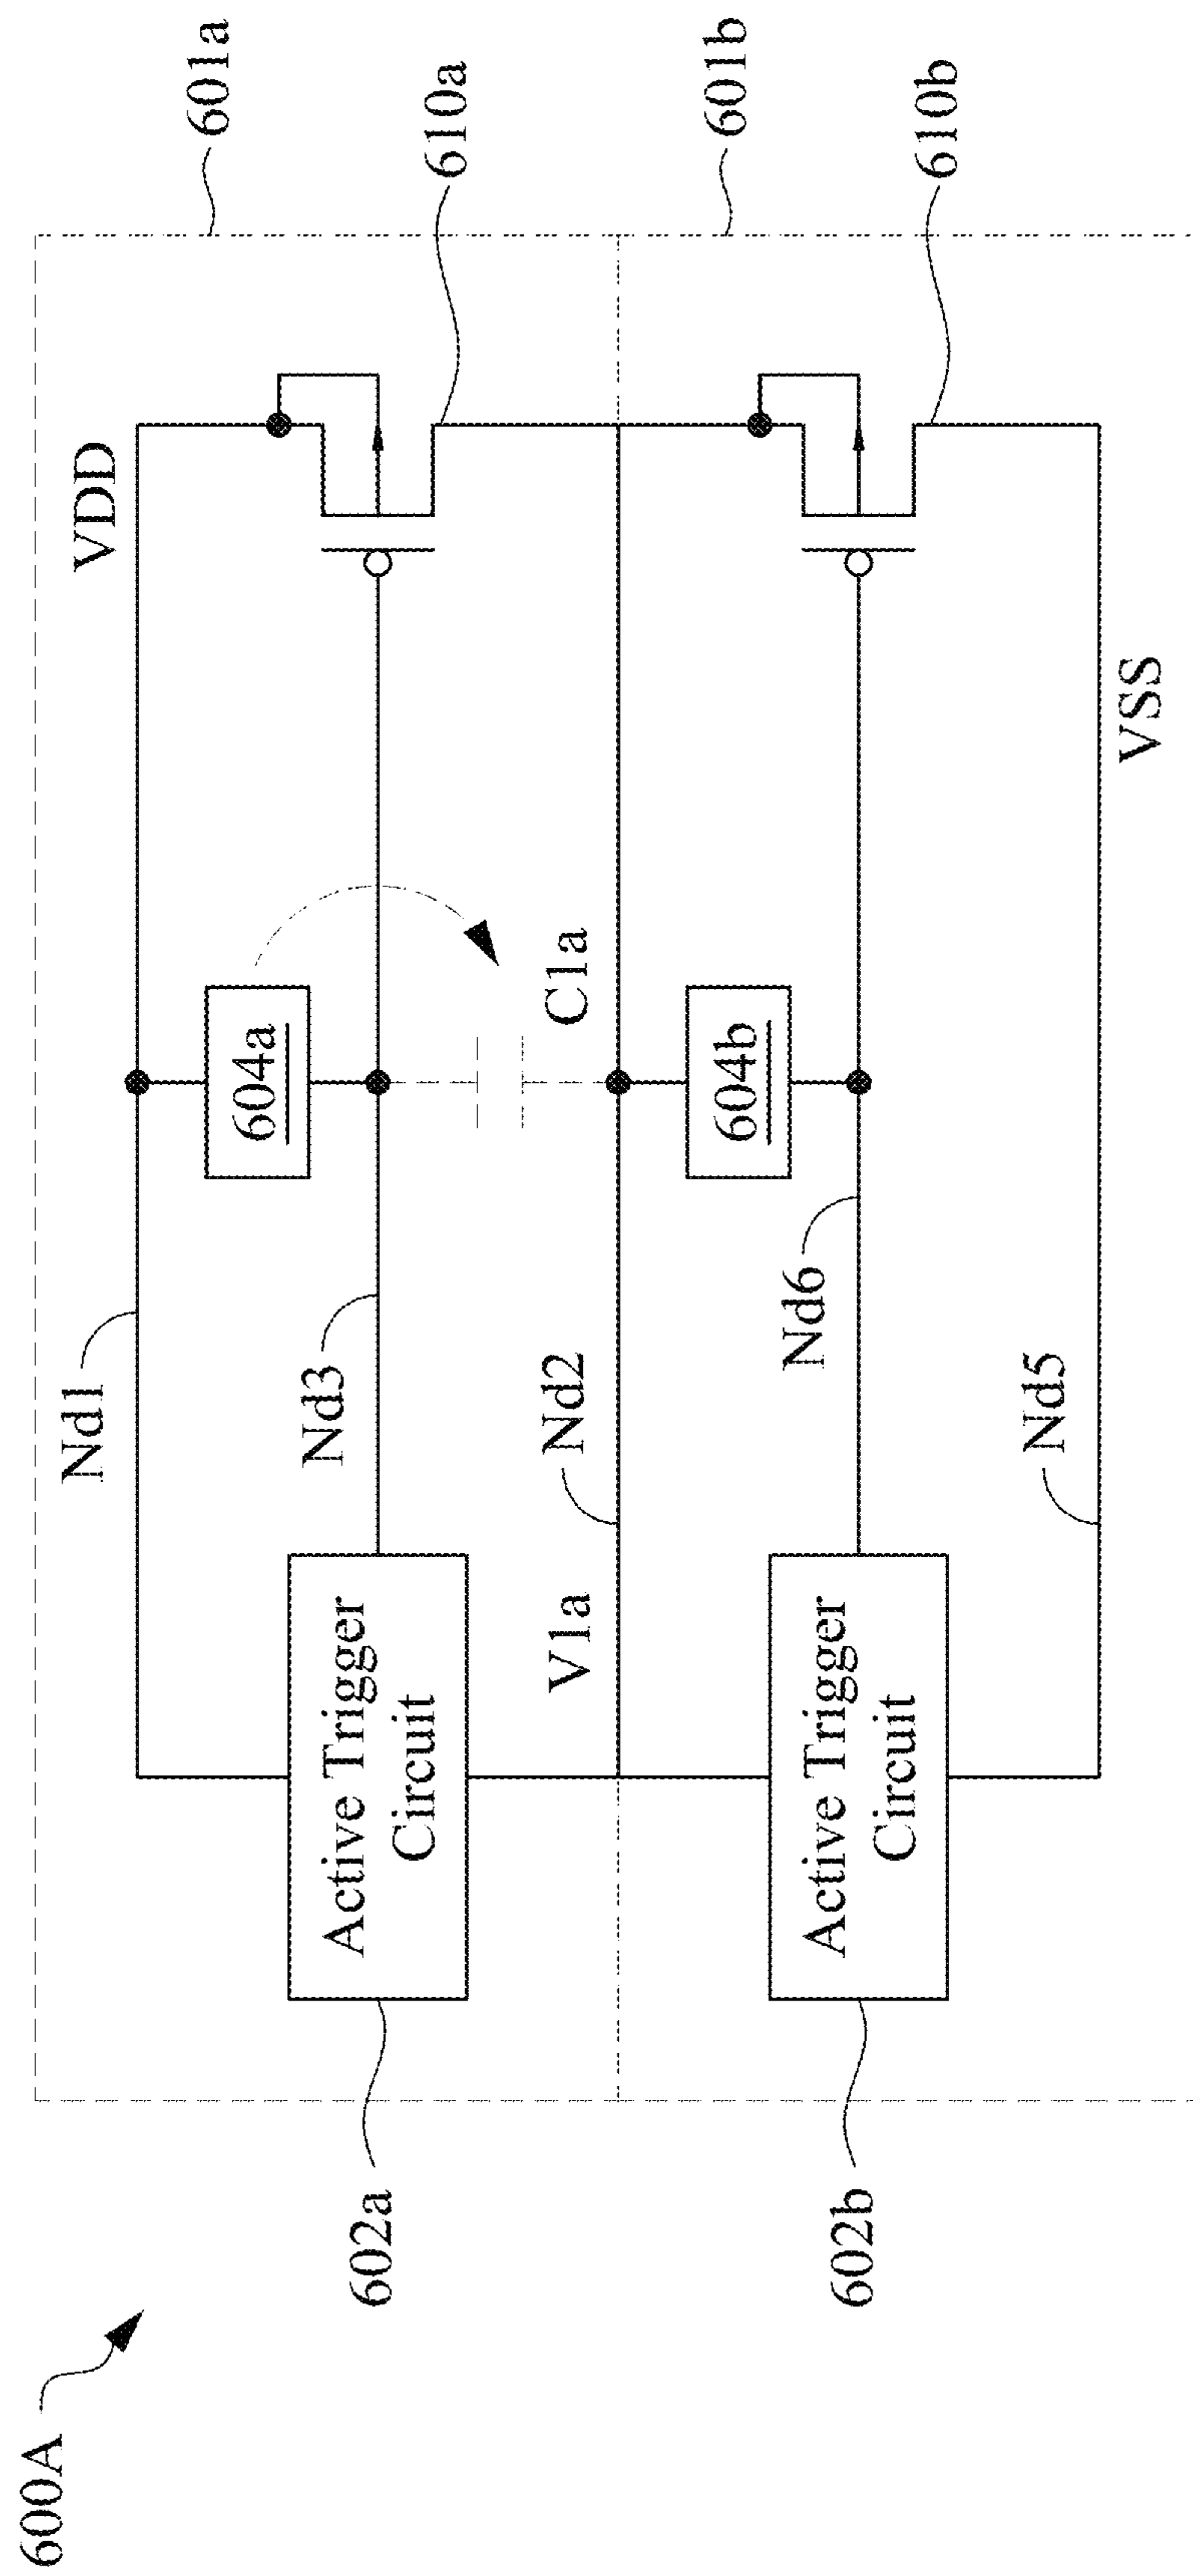 600A
602a
602b
Active Trigger
Circuit
Active Trigger
Circuit
Nd1
Nd3
V1a
Nd2
Nd6
Nd5
604a
C1a
604b
VDD
VSS
601a
610a
601b
610b